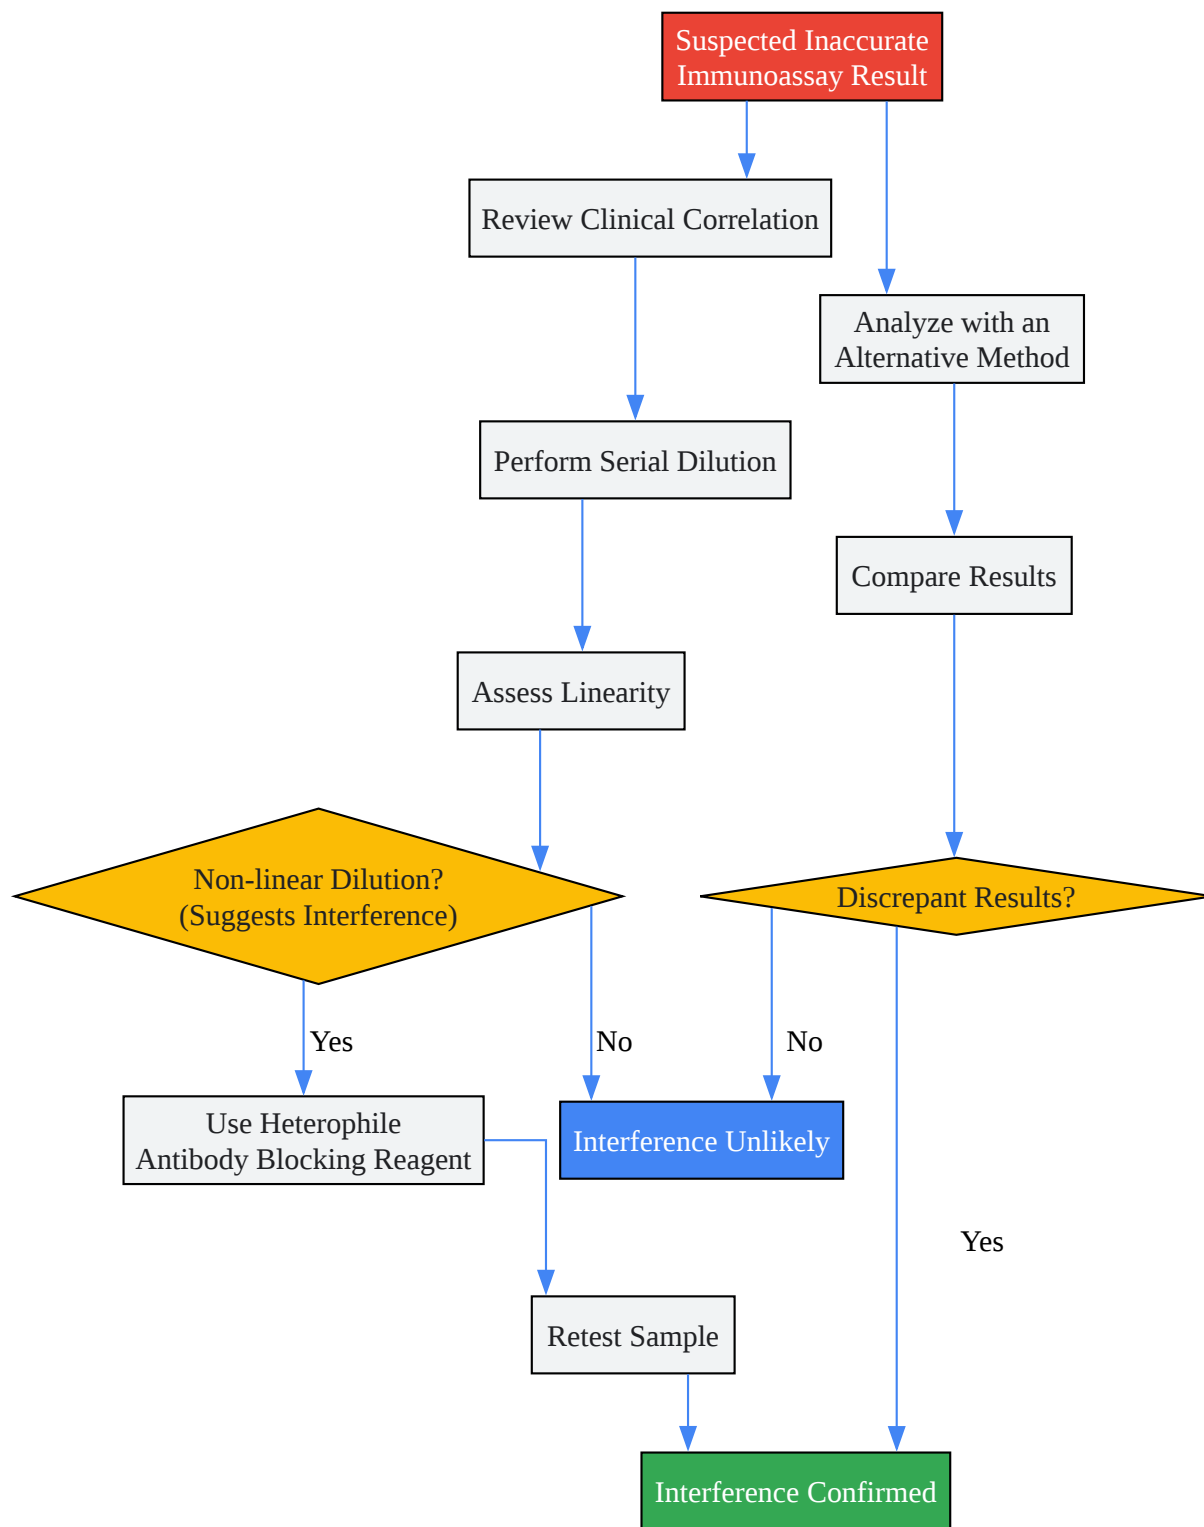 Suspected Inaccurate
Immunoassay Result
Review Clinical Correlation
Analyze with an
Alternative Method
Perform Serial Dilution
Compare Results
Assess Linearity
Non-linear Dilution?
(Suggests Interference)
Discrepant Results?
Yes
No
No
Use Heterophile
Antibody Blocking Reagent
Interference Unlikely
Yes
Retest Sample
Interference Confirmed